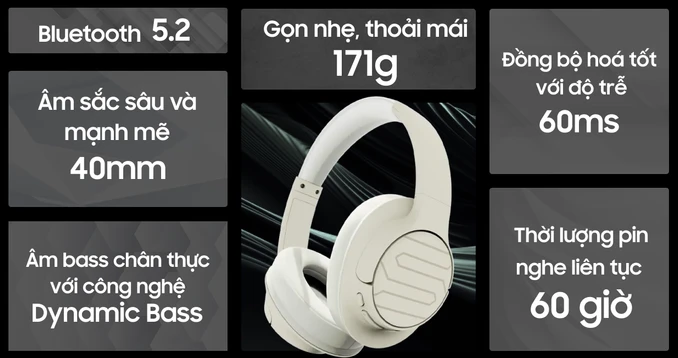 Bluetooth 5.2
Âm sắc sâu và
mạnh mẽ
40mm
Âm bass chân thực
với công nghệ
Dynamic Bass
Gọn nhẹ, thoải mái
171g
Đồng bộ hoá tốt
với độ trễ
60ms
Thời lượng pin
nghe liên tục
60 giờ